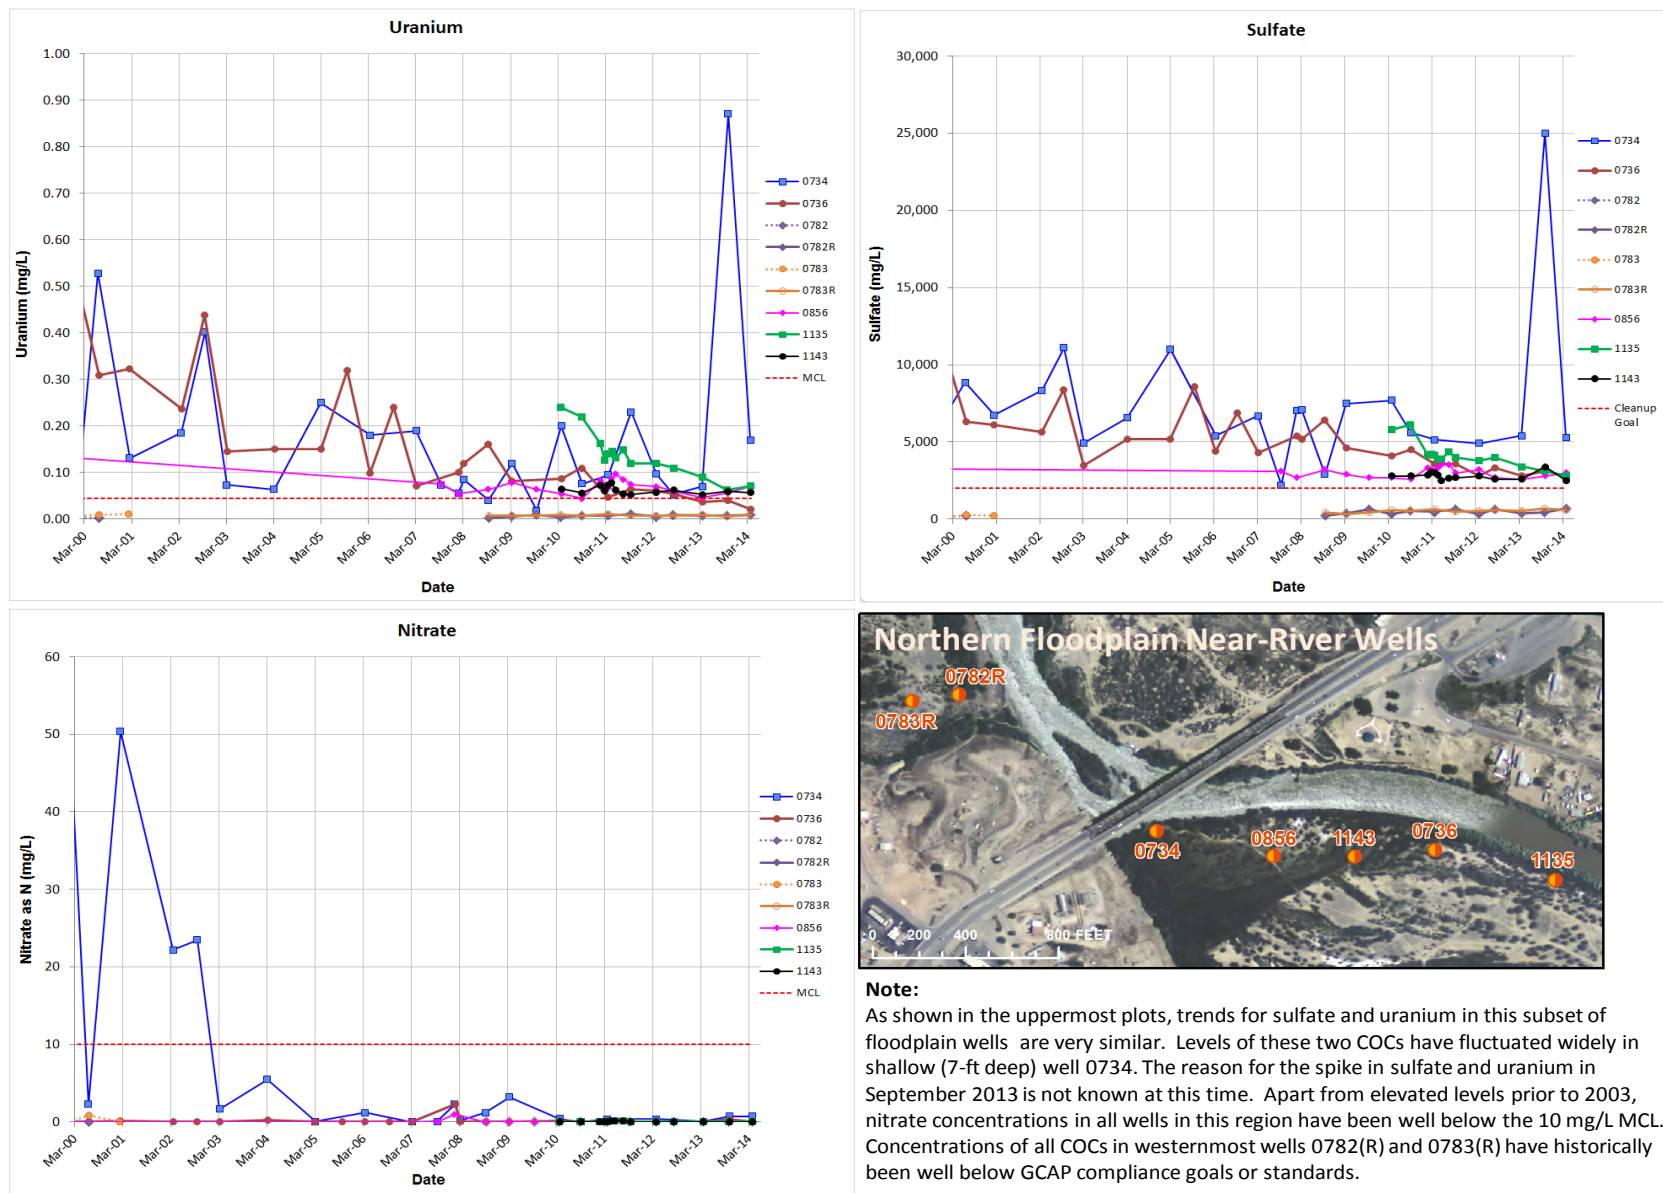 Uranium
1.00
0.90
0.80
0.70
0.60
0.50
0.40
0.30
0.20
0.10
0.00
Uranium (mg/L)
Mar-00
Mar-01
Mar-02
Mar-03
Mar-04
Mar-05
Mar-06
Mar-07
Mar-08
Mar-09
Mar-10
Mar-11
Mar-12
Mar-13
Mar-14
Date
0734
0736
0782
0782R
0783
0783R
0856
1135
1143
MCL
Sulfate
30,000
25,000
20,000
15,000
10,000
5,000
0
Sulfate (mg/L)
Mar-00
Mar-01
Mar-02
Mar-03
Mar-04
Mar-05
Mar-06
Mar-07
Mar-08
Mar-09
Mar-10
Mar-11
Mar-12
Mar-13
Mar-14
Date
0734
0736
0782
0782R
0783
0783R
0856
1135
1143
Cleanup
Goal
Nitrate
60
50
40
30
20
10
0
Nitrate as N (mg/L)
Mar-00
Mar-01
Mar-02
Mar-03
Mar-04
Mar-05
Mar-06
Mar-07
Mar-08
Mar-09
Mar-10
Mar-11
Mar-12
Mar-13
Mar-14
Date
0734
0736
0782
0782R
0783
0783R
0856
1135
1143
MCL
Northern Floodplain Near-River Wells
0782R
0783R
0734
0856
1143
0736
1135
0 200 400 800 FEET
Note:
As shown in the uppermost plots, trends for sulfate and uranium in this subset of
floodplain wells are very similar. Levels of these two COCs have fluctuated widely in
shallow (7-ft deep) well 0734. The reason for the spike in sulfate and uranium in
September 2013 is not known at this time. Apart from elevated levels prior to 2003,
nitrate concentrations in all wells in this region have been well below the 10 mg/L MCL.
Concentrations of all COCs in westernmost wells 0782(R) and 0783(R) have historically
been well below GCAP compliance goals or standards.